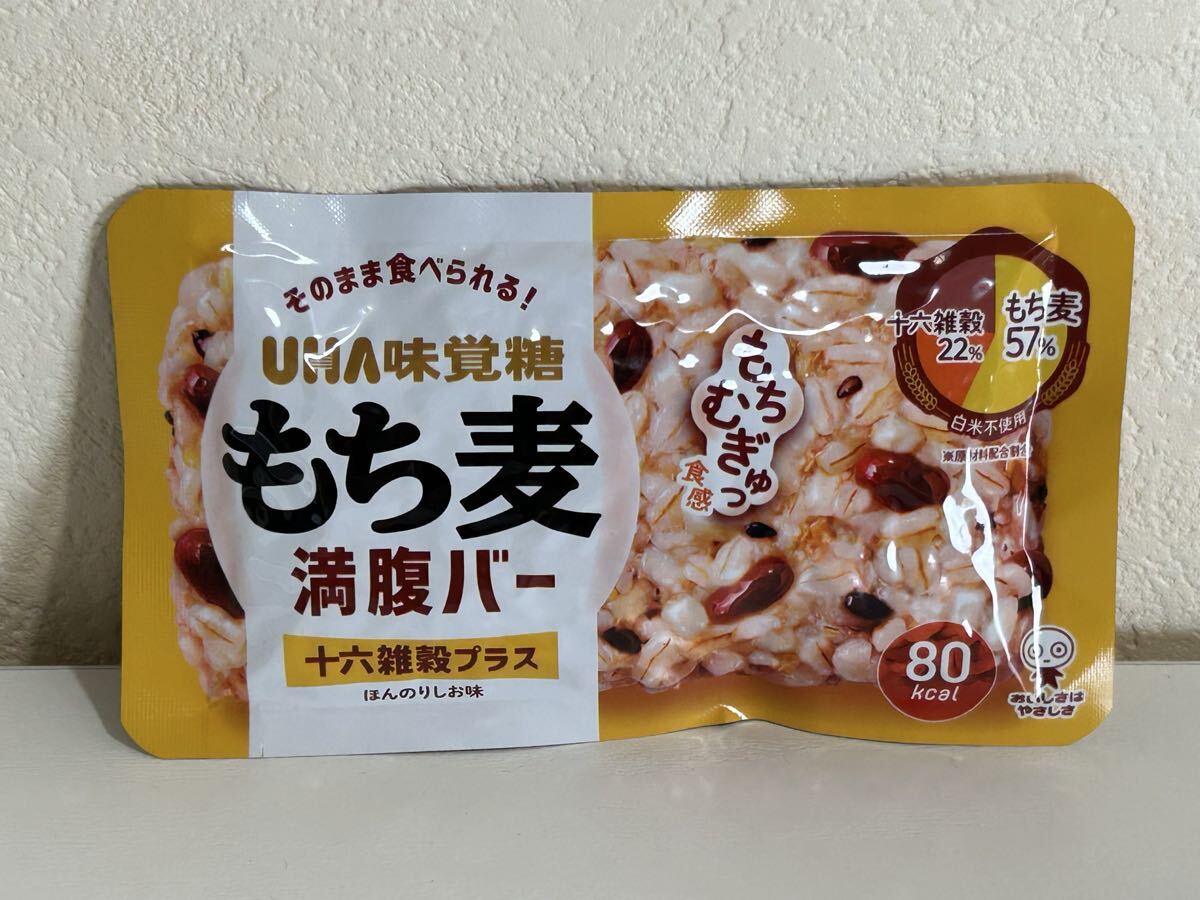 そのまま食べられる!
UHA味覚糖
もち麦
満腹バー
十六雑穀プラス
ほんのりしお味
もち
むぎゅっ
食感
十六雑穀
22%
もち麦
57%
白米不使用
※原材料配合割合
80
kcal
おいしさは
やさしさ